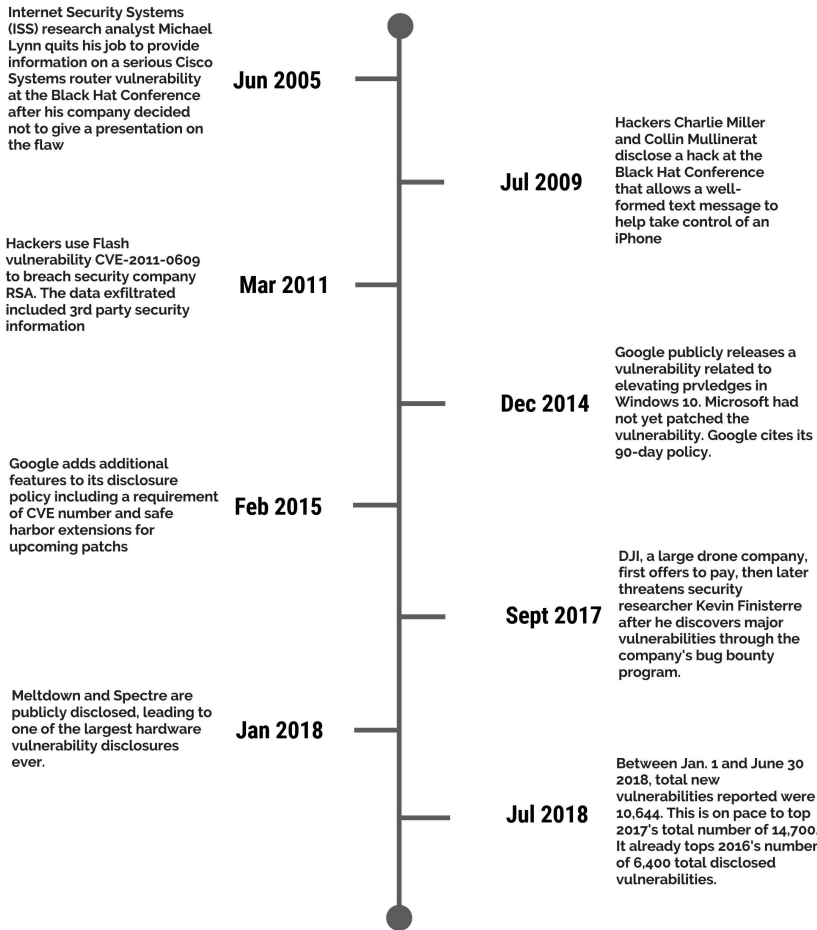 Internet Security Systems
(ISS) research analyst Michael
Lynn quits his job to provide
information on a serious Cisco
Systems router vulnerability
at the Black Hat Conference
after his company decided
not to give a presentation on
the flaw
Jun 2005
Hackers Charlie Miller
and Collin Mullinerat
disclose a hack at the
Black Hat Conference
that allows a well-
formed text message to
help take control of an
iPhone
Jul 2009
Hackers use Flash
vulnerability CVE-2011-0609
to breach security company
RSA. The data exfiltrated
included 3rd party security
information
Mar 2011
Google publicly releases a
vulnerability related to
elevating prvledges in
Windows 10. Microsoft had
not yet patched the
vulnerability. Google cites its
90-day policy.
Dec 2014
Google adds additional
features to its disclosure
policy including a requirement
of CVE number and safe
harbor extensions for
upcoming patchs
Feb 2015
DJI, a large drone company,
first offers to pay, then later
threatens security
researcher Kevin Finisterre
after he discovers major
vulnerabilities through the
company's bug bounty
program.
Sept 2017
Meltdown and Spectre are
publicly disclosed, leading to
one of the largest hardware
vulnerability disclosures
ever.
Jan 2018
Between Jan. 1 and June 30
2018, total new
vulnerabilities reported were
10,644. This is on pace to top
2017's total number of 14,700.
It already tops 2016's number
of 6,400 total disclosed
vulnerabilities.
Jul 2018